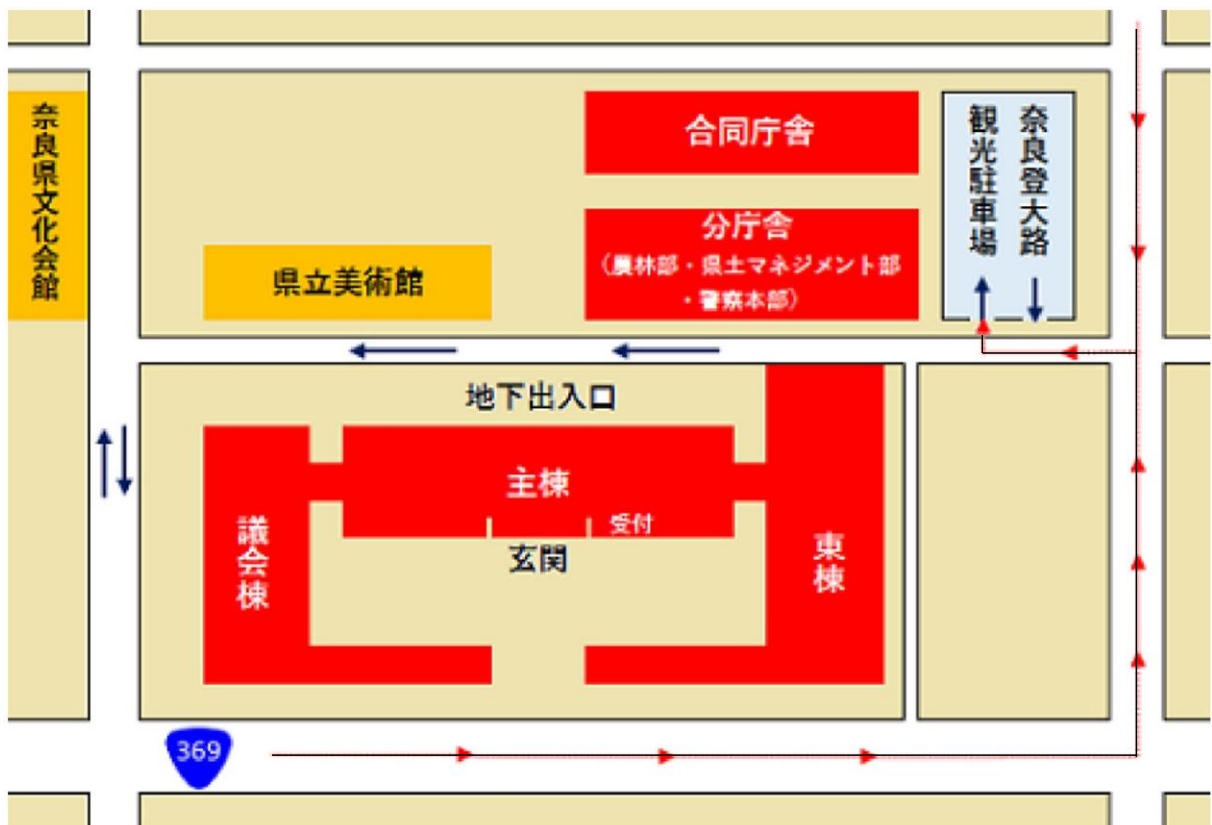 奈良県文化会館
合同庁舎
奈良登大路
観光駐車場
分庁舎
（農林部・県土マネジメント部
・警察本部）
県立美術館
地下出入口
主棟
受付
玄関
議会棟
東棟
369